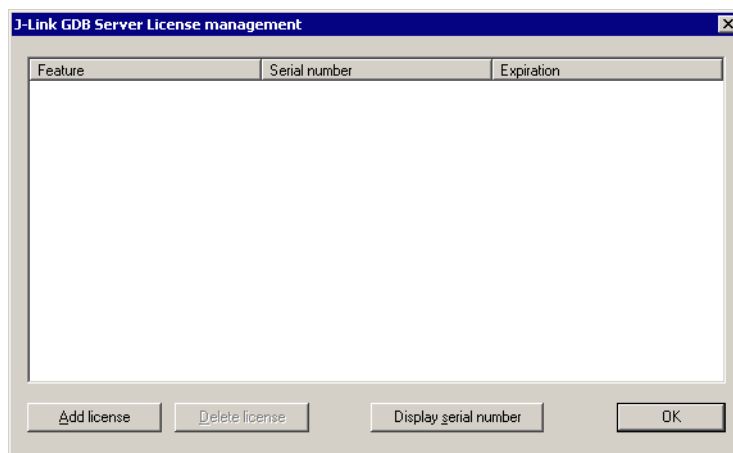 J-Link GDB Server License management
Feature Serial number Expiration
Add license Delete license Display serial number OK